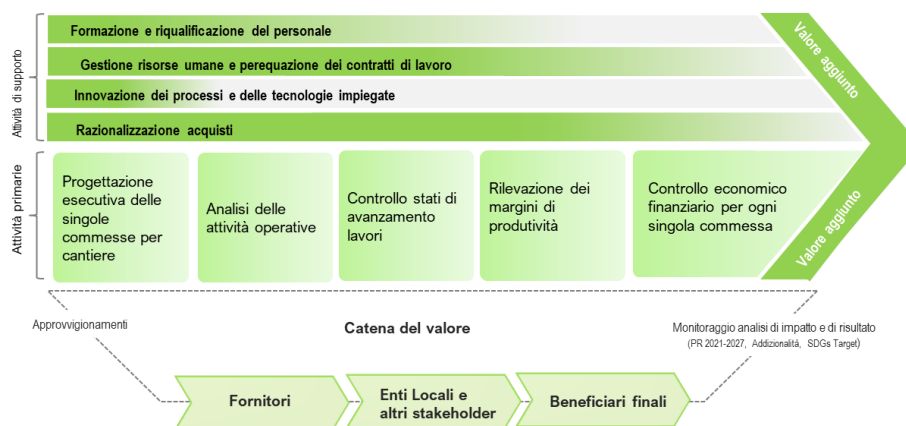 Attività di supporto
Formazione e riqualificazione del personale
Gestione risorse umane e perequazione dei contratti di lavoro
Innovazione dei processi e delle tecnologie impiegate
Razionalizzazione acquisti
Valore aggiunto
Attività primarie
Progettazione
esecutiva delle
singole
commesse per
cantiere
Analisi delle
attività operative
Controllo stati di
avanzamento
lavori
Rilevazione dei
margini di
produtività
Controllo economico
finanziario per ogni
singola commessa
Valore aggiunto
Approvvigionamenti
Catena del valore
Monitoraggio analisi di impatto e di risultato
(PR 2021-2027, Addizionalità, SDGs Target)
Fornitori
Enti Locali e
altri stakeholder
Beneficiari finali